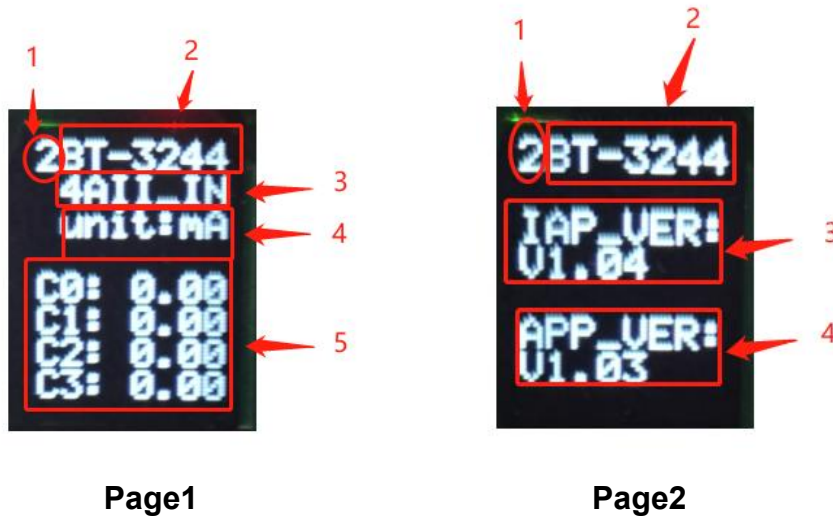 1
2
2BT-3244
4AII_IN
3
unit:mA
4
C0: 0.00
C1: 0.00
C2: 0.00
C3: 0.00
5
Page1
1
2
2BT-3244
IAP_VER:
V1.04
3
APP_VER:
V1.03
4
Page2